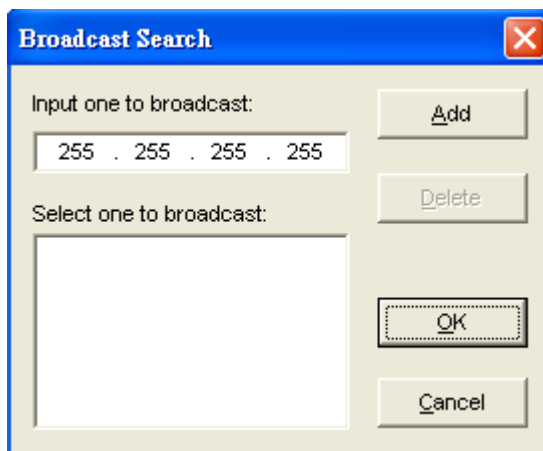 Broadcast Search
Input one to broadcast:
Add
255 . 255 . 255 . 255
Delete
Select one to broadcast:
OK
Cancel